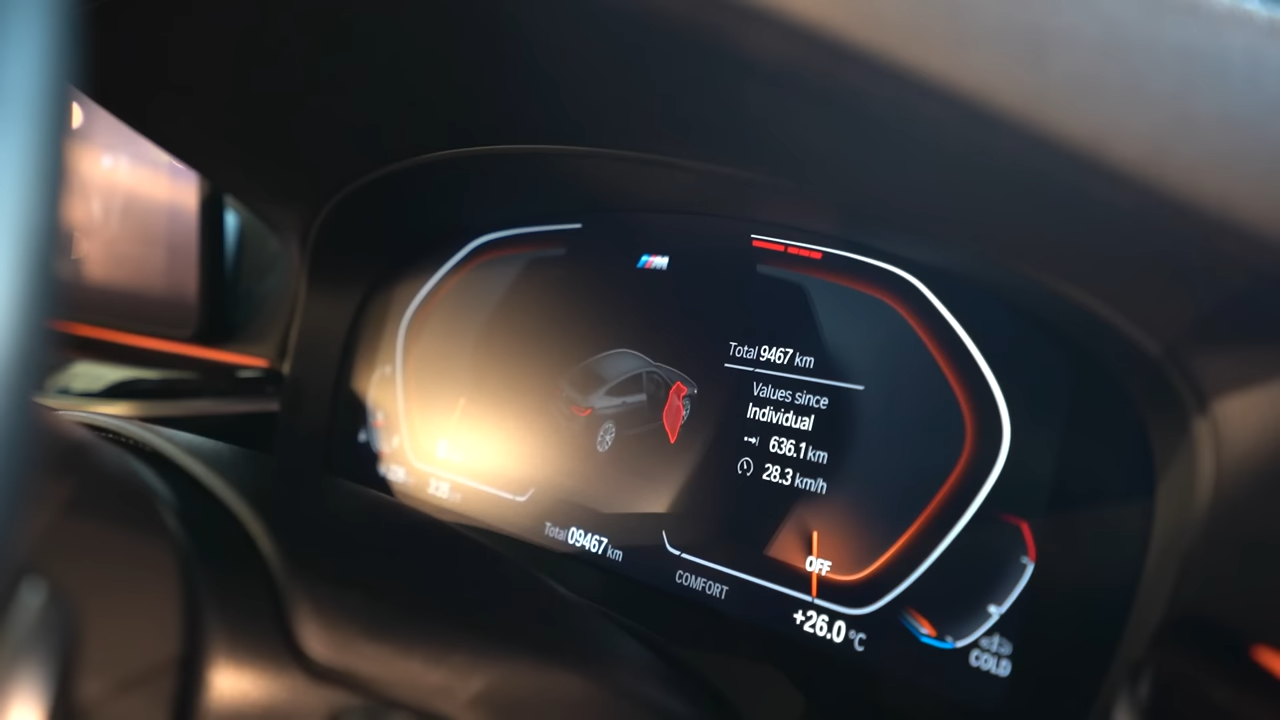 M
Total 9467 km
Values since
Individual
636.1 km
28.3 km/h
Total 09467 km
COMFORT
OFF
+26.0 °C
COLD